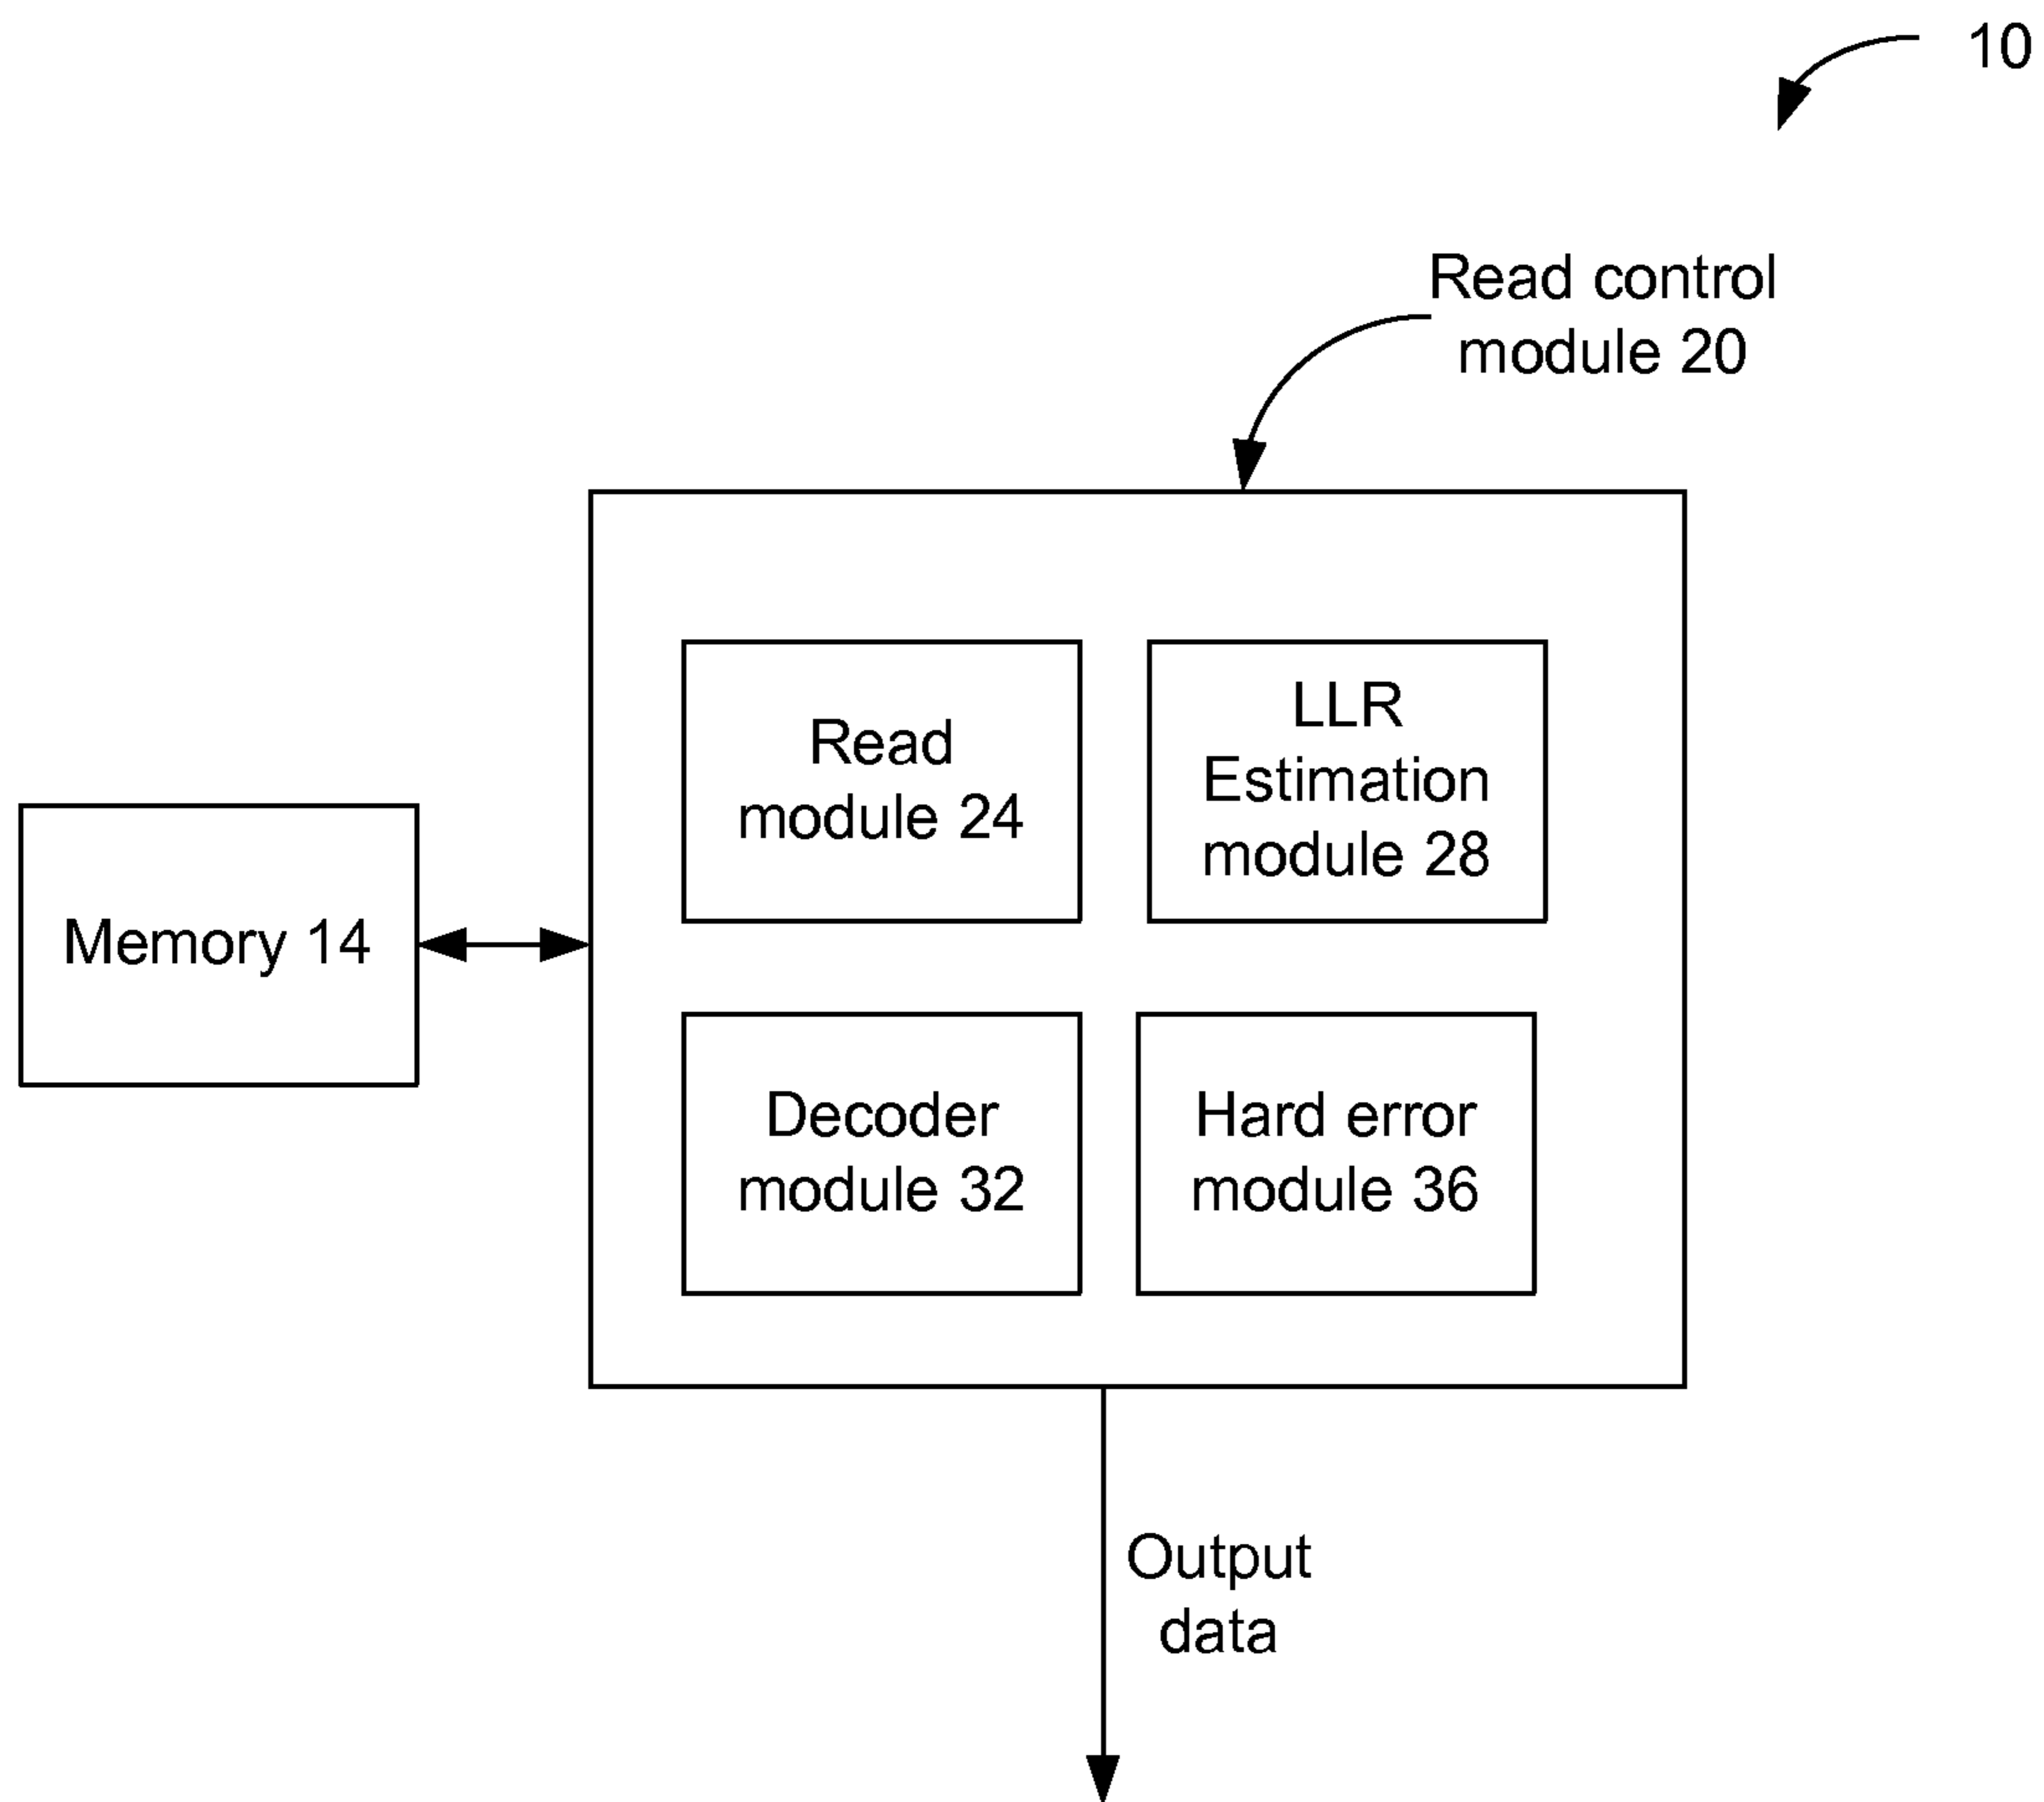 10
Read control
module 20
Read
module 24
LLR
Estimation
module 28
Memory 14
Decoder
module 32
Hard error
module 36
Output
data